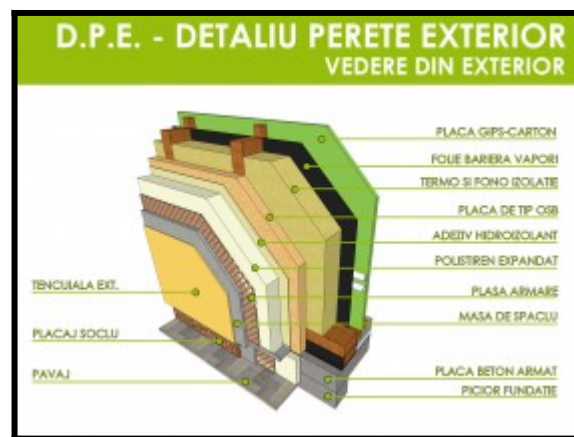 D.P.E. - DETALIU PERETE EXTERIOR
VEDERE DIN EXTERIOR
PLACA GIPS-CARTON
FOLIE BARIERA VAPORI
TERMO SI FONO IZOLATIE
PLACA DE TIP OSB
ADEZIV HIDROIZOLANT
POLISTIREN EXPANDAT
PLASA ARMARE
MASA DE SPACLU
PLACA BETON ARMAT
PICIOR FUNDATIE
TENCUIALA EXT.
PLACAJ SOCLU
PAVAJ